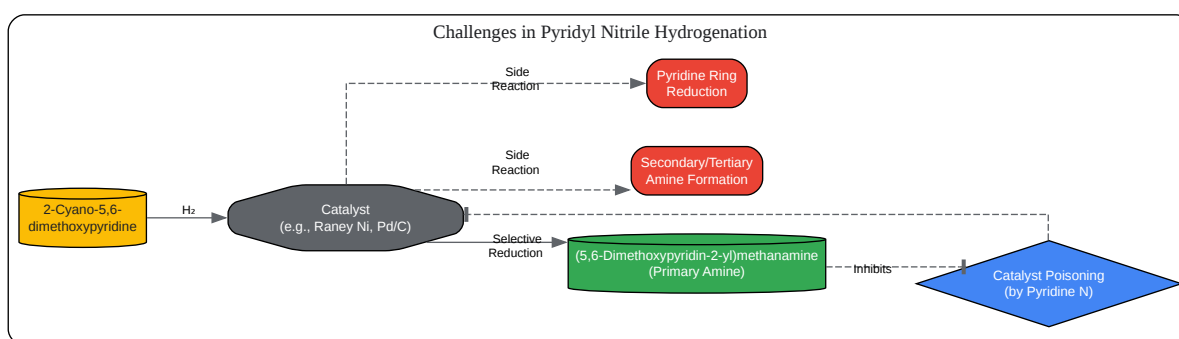 Challenges in Pyridyl Nitrile Hydrogenation
Side
Reaction
Pyridine Ring
Reduction
Side
Reaction
Secondary/Tertiary
Amine Formation
2-Cyano-5,6-
dimethoxypyridine
H₂
Catalyst
(e.g., Raney Ni, Pd/C)
Selective
Reduction
(5,6-Dimethoxypyridin-2-yl)methanamine
(Primary Amine)
Inhibits
Catalyst Poisoning
(by Pyridine N)